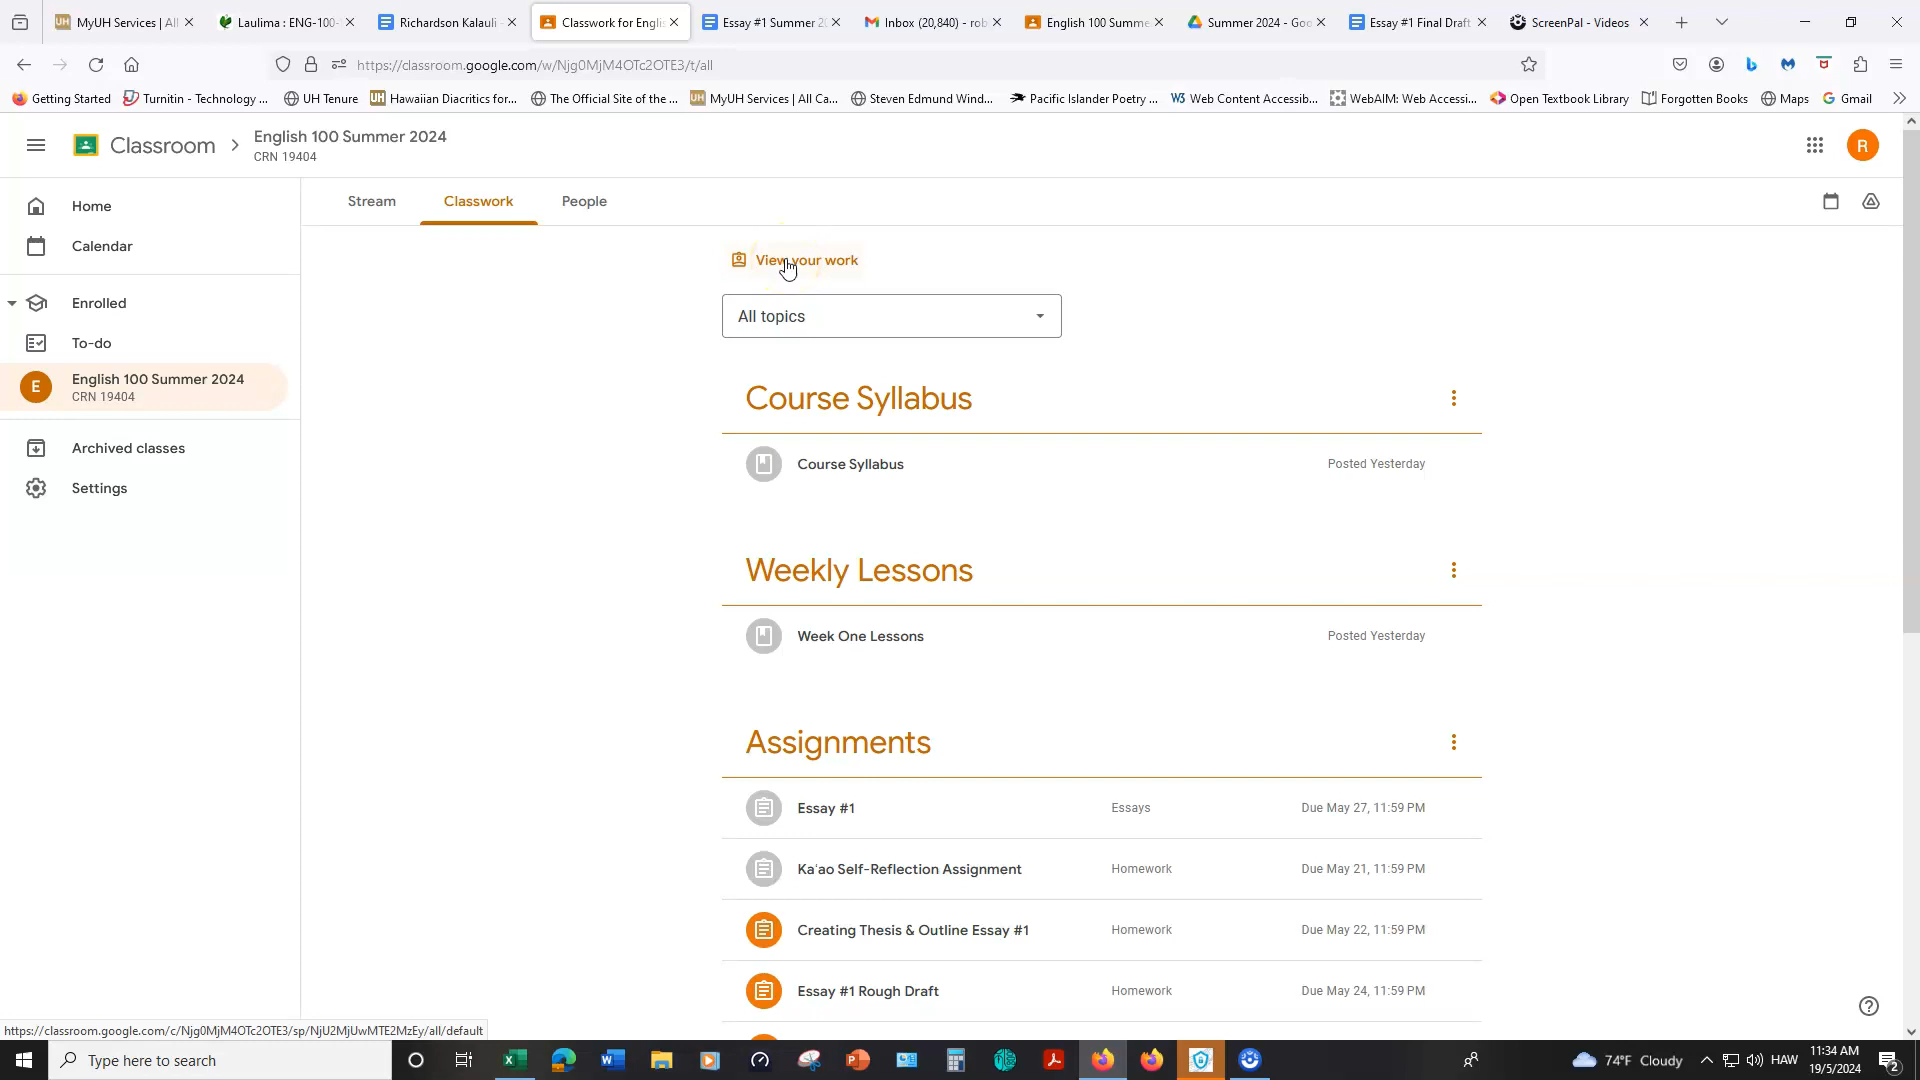 MyUH Services | All
Laulima : ENG-100-
Richardson Kalauli -
Classwork for Englis
Essay #1 Summer 20
Inbox (20,840) - rob
English 100 Summe
Summer 2024 - Goo
Essay #1 Final Draft
ScreenPal - Videos
https://classroom.google.com/w/Njg0MjM4OTc2OTE3/t/all
Getting Started
Turnitin - Technology ...
UH Tenure
Hawaiian Diacritics for...
The Official Site of the ...
MyUH Services | All Ca...
Steven Edmund Wind...
Pacific Islander Poetry ...
W3 Web Content Accessib...
WebAIM: Web Accessi...
Open Textbook Library
Forgotten Books
Maps
Gmail
Classroom
English 100 Summer 2024
CRN 19404
R
Home
Calendar
Enrolled
To-do
E
English 100 Summer 2024
CRN 19404
Archived classes
Settings
Stream
Classwork
People
View your work
All topics
Course Syllabus
Course Syllabus Posted Yesterday
Weekly Lessons
Week One Lessons Posted Yesterday
Assignments
Essay #1 Essays Due May 27, 11:59 PM
Kaʻao Self-Reflection Assignment Homework Due May 21, 11:59 PM
Creating Thesis & Outline Essay #1 Homework Due May 22, 11:59 PM
Essay #1 Rough Draft Homework Due May 24, 11:59 PM
https://classroom.google.com/c/Njg0MjM4OTc2OTE3/sp/NjU2MjUwMTE2MzEy/all/default
Type here to search
74°F Cloudy
HAW
11:34 AM
19/5/2024
2